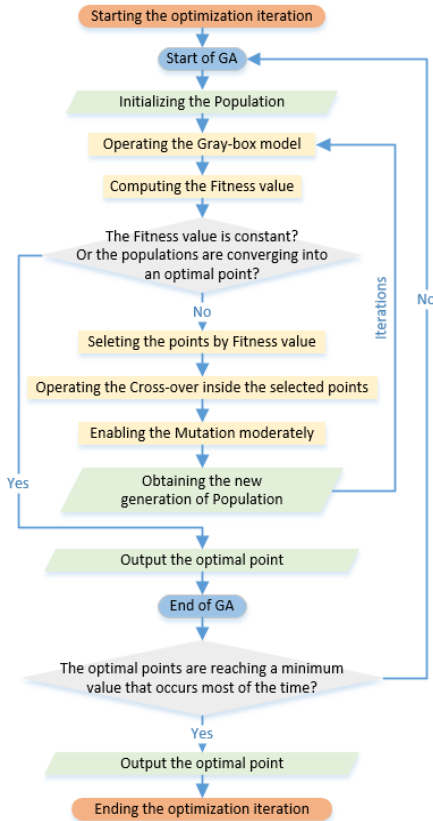 Starting the optimization iteration
Start of GA
Initializing the Population
Operating the Gray-box model
Computing the Fitness value
The Fitness value is constant?
Or the populations are converging into
an optimal point?
No
Seleting the points by Fitness value
Operating the Cross-over inside the selected points
Enabling the Mutation moderately
Obtaining the new
generation of Population
Iterations
No
Yes
Output the optimal point
End of GA
The optimal points are reaching a minimum
value that occurs most of the time?
Yes
Output the optimal point
Ending the optimization iteration